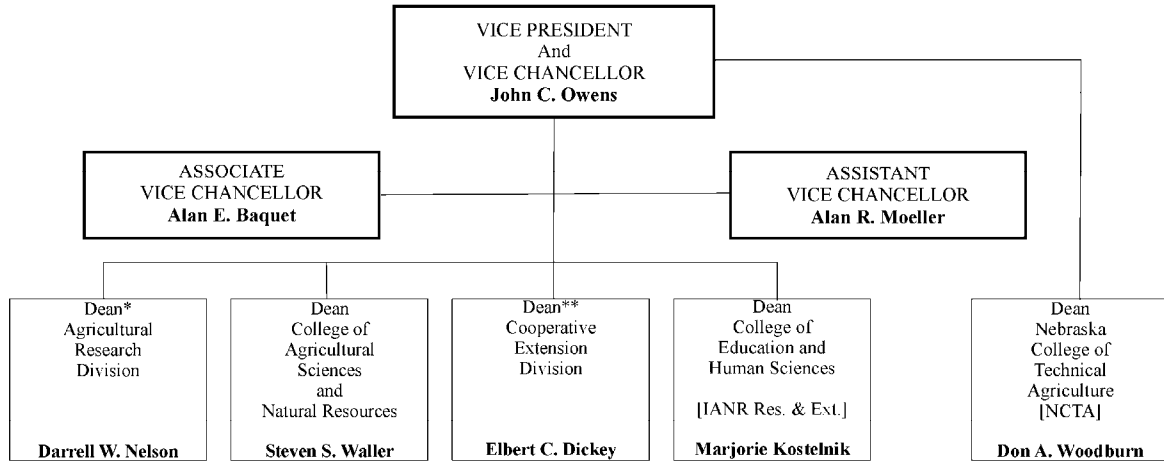 VICE PRESIDENT
And
VICE CHANCELLOR
John C. Owens
ASSOCIATE
VICE CHANCELLOR
Alan E. Baquet
ASSISTANT
VICE CHANCELLOR
Alan R. Moeller
Dean*
Agricultural
Research
Division
Darrell W. Nelson
Dean
College of
Agricultural
Sciences
and
Natural Resources
Steven S. Waller
Dean**
Cooperative
Extension
Division
Elbert C. Dickey
Dean
College of
Education and
Human Sciences
[IANR Res. & Ext.]
Marjorie Kostelnik
Dean
Nebraska
College of
Technical
Agriculture
[NCTA]
Don A. Woodburn